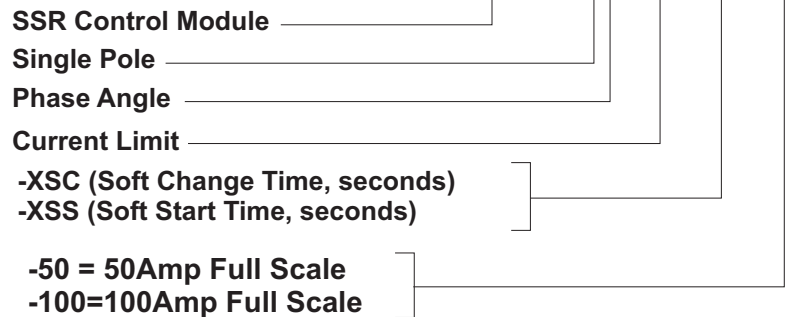 SSR Control Module
Single Pole
Phase Angle
Current Limit
-XSC (Soft Change Time, seconds)
-XSS (Soft Start Time, seconds)
-50 = 50Amp Full Scale
-100=100Amp Full Scale